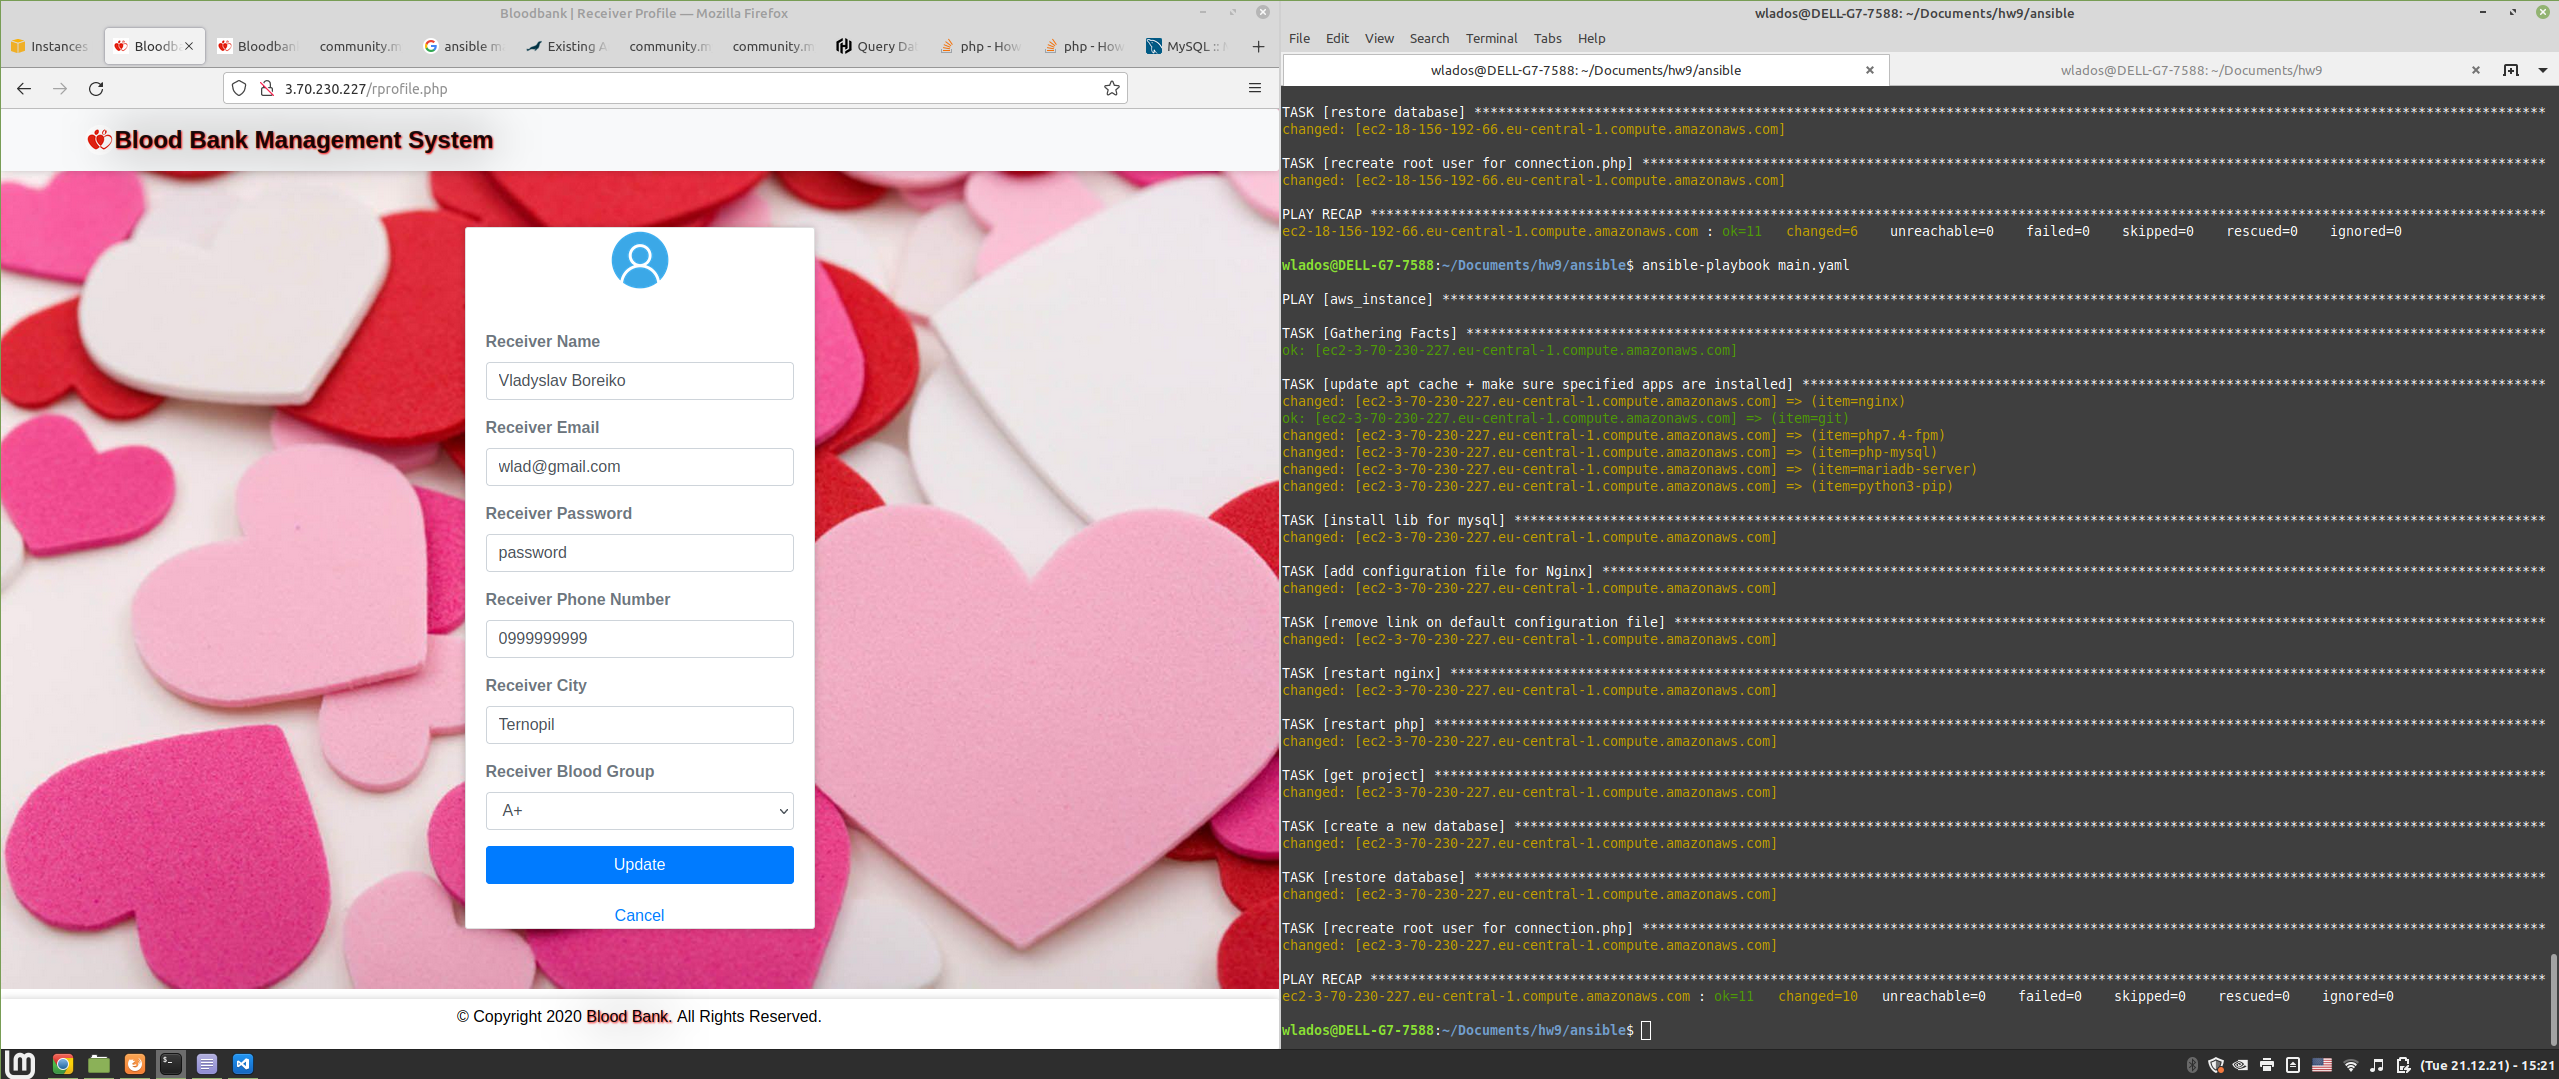 Bloodbank | Receiver Profile — Mozilla Firefox
Instances
Bloodb
Bloodban
community.m
ansible m
Existing A
community.m
community.m
Query Da
php - How
php - How
MySQL ::
3.70.230.227/rprofile.php
Blood Bank Management System
Receiver Name
Vladyslav Boreiko
Receiver Email
wlad@gmail.com
Receiver Password
password
Receiver Phone Number
0999999999
Receiver City
Ternopil
Receiver Blood Group
A+
Update
Cancel
© Copyright 2020 Blood Bank. All Rights Reserved.
wlados@DELL-G7-7588: ~/Documents/hw9/ansible
File Edit View Search Terminal Tabs Help
wlados@DELL-G7-7588: ~/Documents/hw9/ansible
wlados@DELL-G7-7588: ~/Documents/hw9
TASK [restore database] ****
changed: [ec2-18-156-192-66.eu-central-1.compute.amazonaws.com]
TASK [recreate root user for connection.php] ****
changed: [ec2-18-156-192-66.eu-central-1.compute.amazonaws.com]
PLAY RECAP ****
ec2-18-156-192-66.eu-central-1.compute.amazonaws.com : ok=11 changed=6 unreachable=0 failed=0 skipped=0 rescued=0 ignored=0
wlados@DELL-G7-7588:~/Documents/hw9/ansible$ ansible-playbook main.yaml
PLAY [aws_instance] ****
TASK [Gathering Facts] ****
ok: [ec2-3-70-230-227.eu-central-1.compute.amazonaws.com]
TASK [update apt cache + make sure specified apps are installed] ****
changed: [ec2-3-70-230-227.eu-central-1.compute.amazonaws.com] => (item=nginx)
ok: [ec2-3-70-230-227.eu-central-1.compute.amazonaws.com] => (item=git)
changed: [ec2-3-70-230-227.eu-central-1.compute.amazonaws.com] => (item=php7.4-fpm)
changed: [ec2-3-70-230-227.eu-central-1.compute.amazonaws.com] => (item=php-mysql)
changed: [ec2-3-70-230-227.eu-central-1.compute.amazonaws.com] => (item=mariadb-server)
changed: [ec2-3-70-230-227.eu-central-1.compute.amazonaws.com] => (item=python3-pip)
TASK [install lib for mysql] ****
changed: [ec2-3-70-230-227.eu-central-1.compute.amazonaws.com]
TASK [add configuration file for Nginx] ****
changed: [ec2-3-70-230-227.eu-central-1.compute.amazonaws.com]
TASK [remove link on default configuration file] ****
changed: [ec2-3-70-230-227.eu-central-1.compute.amazonaws.com]
TASK [restart nginx] ****
changed: [ec2-3-70-230-227.eu-central-1.compute.amazonaws.com]
TASK [restart php] ****
changed: [ec2-3-70-230-227.eu-central-1.compute.amazonaws.com]
TASK [get project] ****
changed: [ec2-3-70-230-227.eu-central-1.compute.amazonaws.com]
TASK [create a new database] ****
changed: [ec2-3-70-230-227.eu-central-1.compute.amazonaws.com]
TASK [restore database] ****
changed: [ec2-3-70-230-227.eu-central-1.compute.amazonaws.com]
TASK [recreate root user for connection.php] ****
changed: [ec2-3-70-230-227.eu-central-1.compute.amazonaws.com]
PLAY RECAP ****
ec2-3-70-230-227.eu-central-1.compute.amazonaws.com : ok=11 changed=10 unreachable=0 failed=0 skipped=0 rescued=0 ignored=0
wlados@DELL-G7-7588:~/Documents/hw9/ansible$
(Tue 21.12.21) - 15:21